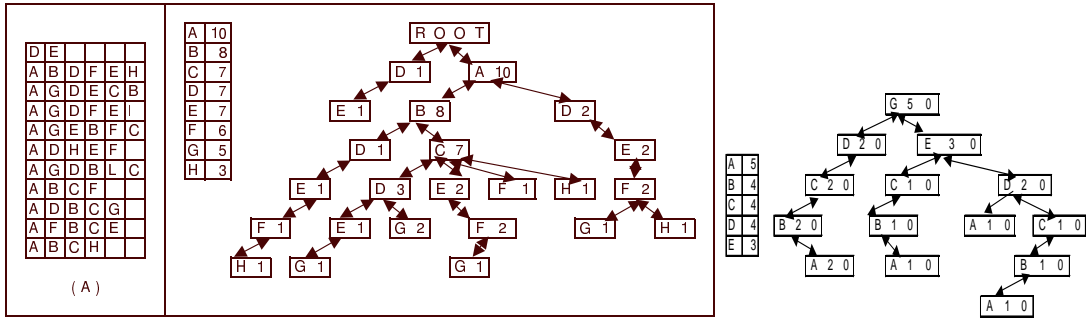 D E
A B D F E H
A G D E C B
A G D F E I
A G E B F C
A D H E F
A G D B L C
A B C F
A D B C G
A F B C E
A B C H
( A )
A 10
B 8
C 7
D 7
E 7
F 6
G 5
H 3
R O O T
D 1 A 10
E 1 B 8 D 2
D 1 C 7 E 2
E 1 D 3 E 2 F 1 H 1 F 2
F 1 E 1 G 2 F 2 G 1 H 1
H 1 G 1 G 1
A 5
B 4
C 4
D 4
E 3
G 5 0
D 2 0 E 3 0
C 2 0 C 1 0 D 2 0
B 2 0 B 1 0 A 1 0 C 1 0
A 2 0 A 1 0 B 1 0
A 1 0